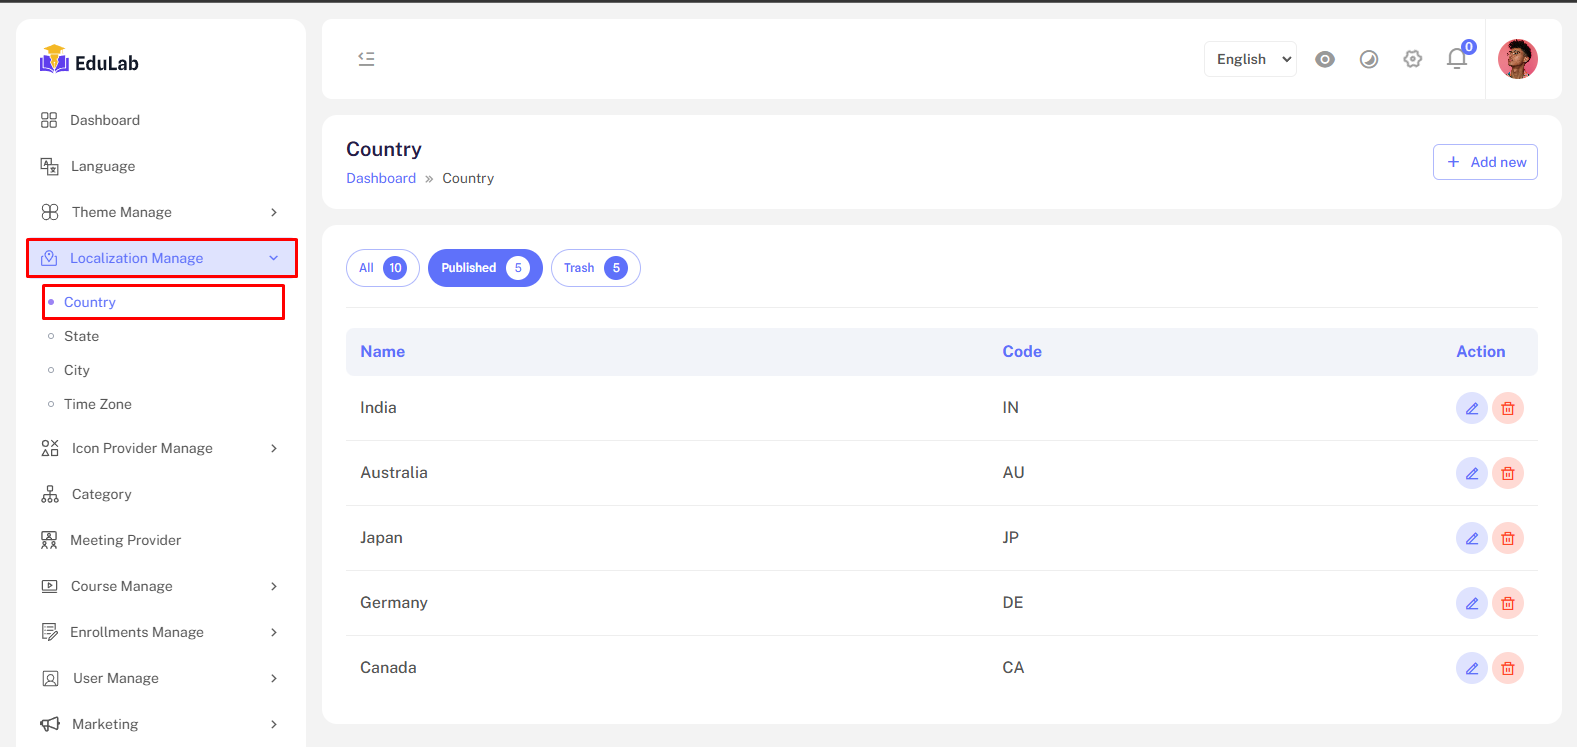 EduLab
Dashboard
Language
Theme Manage
Localization Manage
Country
State
City
Time Zone
Icon Provider Manage
Category
Meeting Provider
Course Manage
Enrollments Manage
User Manage
Marketing
English
0
Country
Dashboard » Country
+ Add new
All 10 Published 5 Trash 5
Name Code Action
India IN
Australia AU
Japan JP
Germany DE
Canada CA